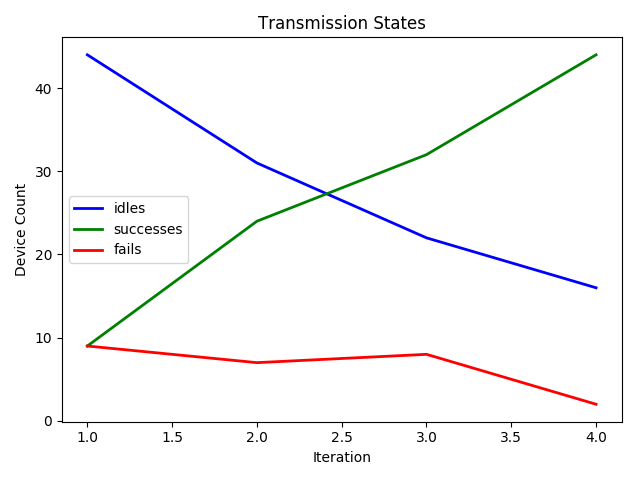 Transmission States
Device Count
40
30
20
10
0
idles
successes
fails
1.0 1.5 2.0 2.5 3.0 3.5 4.0
Iteration